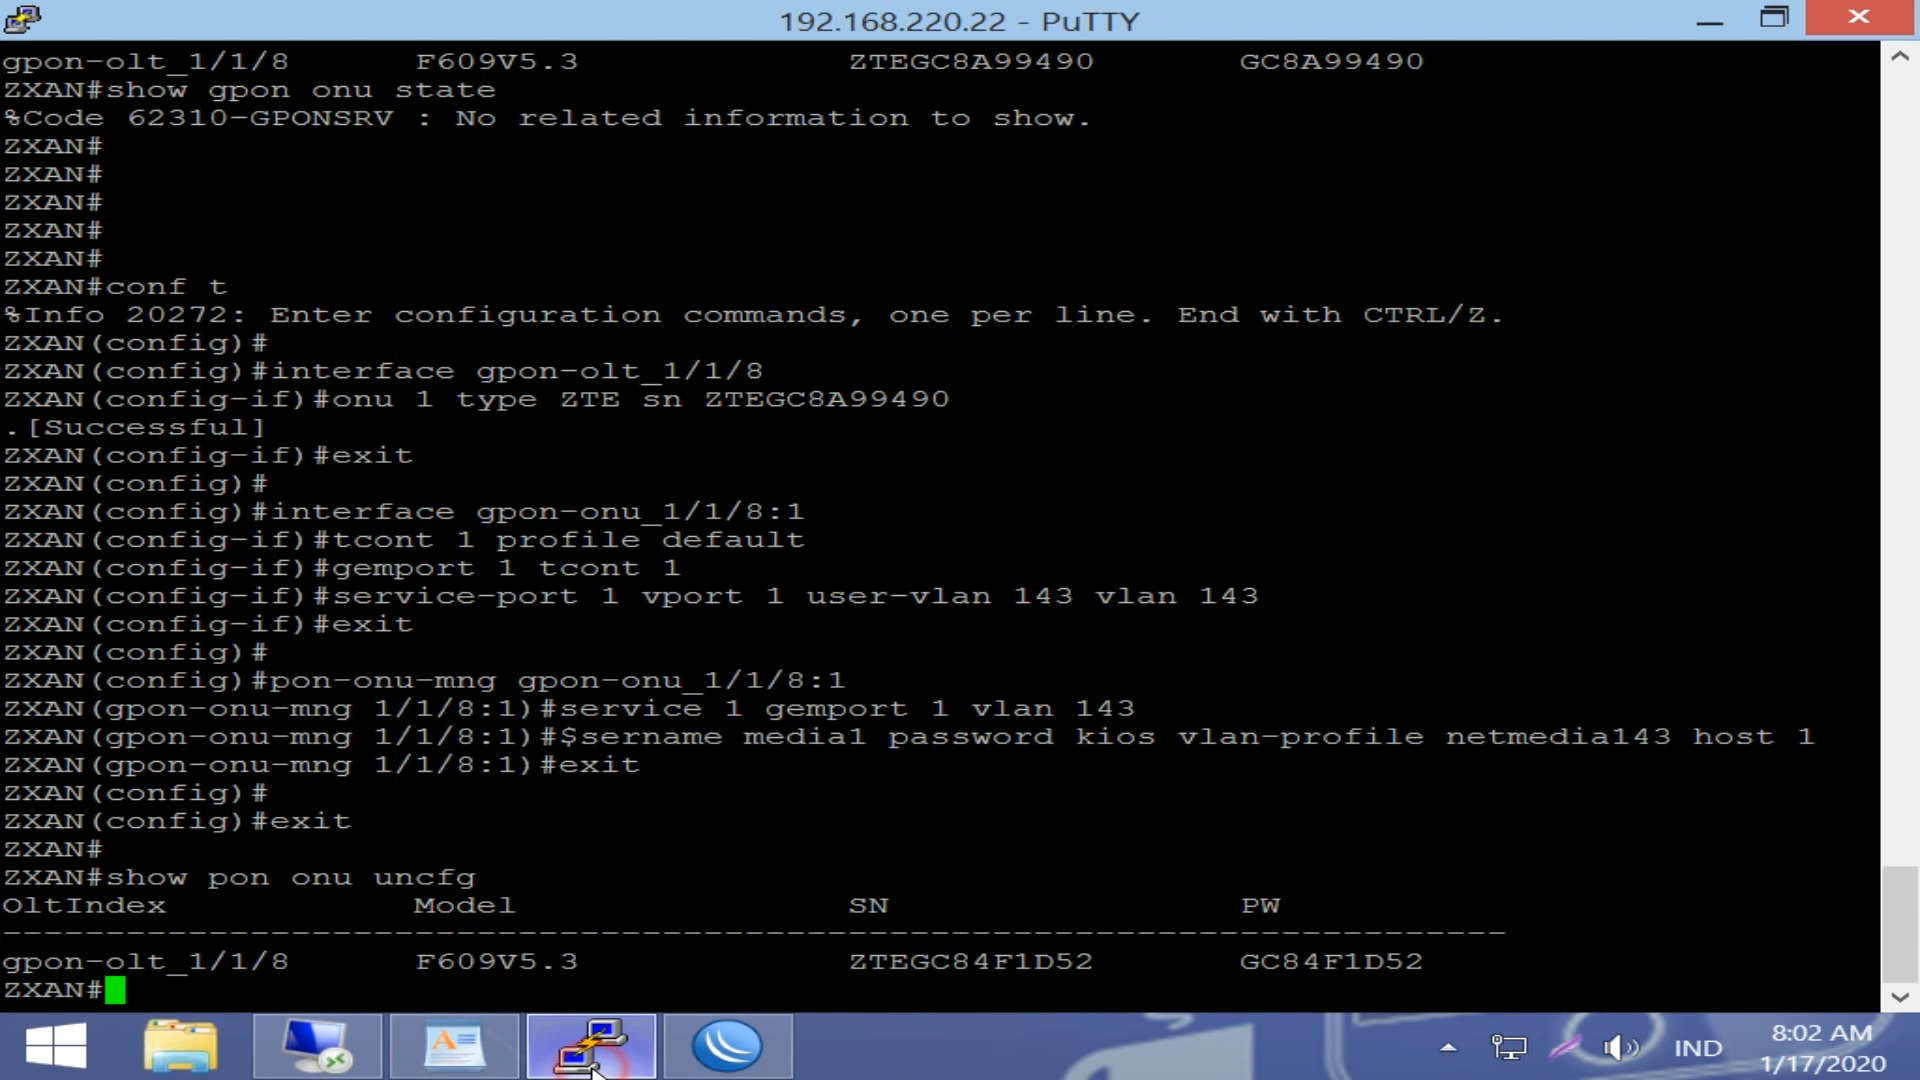 192.168.220.22 - PuTTY
gpon-olt_1/1/8 F609V5.3 ZTEGC8A99490 GC8A99490
ZXAN#show gpon onu state
%Code 62310-GPONSRV : No related information to show.
ZXAN#
ZXAN#
ZXAN#
ZXAN#
ZXAN#
ZXAN#conf t
%Info 20272: Enter configuration commands, one per line. End with CTRL/Z.
ZXAN(config)#
ZXAN(config)#interface gpon-olt_1/1/8
ZXAN(config-if)#onu 1 type ZTE sn ZTEGC8A99490
.[Successful]
ZXAN(config-if)#exit
ZXAN(config)#
ZXAN(config)#interface gpon-onu_1/1/8:1
ZXAN(config-if)#tcont 1 profile default
ZXAN(config-if)#gemport 1 tcont 1
ZXAN(config-if)#service-port 1 vport 1 user-vlan 143 vlan 143
ZXAN(config-if)#exit
ZXAN(config)#
ZXAN(config)#pon-onu-mng gpon-onu_1/1/8:1
ZXAN(gpon-onu-mng 1/1/8:1)#service 1 gemport 1 vlan 143
ZXAN(gpon-onu-mng 1/1/8:1)#$sername media1 password kios vlan-profile netmedia143 host 1
ZXAN(gpon-onu-mng 1/1/8:1)#exit
ZXAN(config)#
ZXAN(config)#exit
ZXAN#
ZXAN#show pon onu uncfg
OltIndex Model SN PW
-------------------------------------------------------------------------
gpon-olt_1/1/8 F609V5.3 ZTEGC84F1D52 GC84F1D52
ZXAN#
IND
8:02 AM
1/17/2020